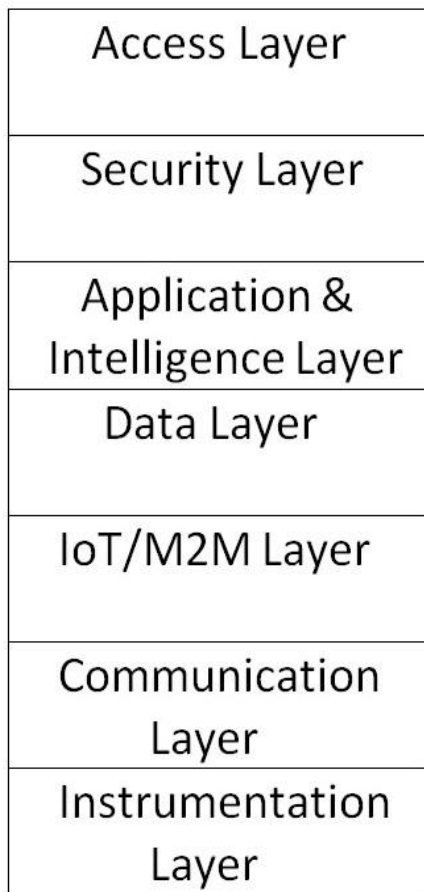 Access Layer
Security Layer
Application &
Intelligence Layer
Data Layer
IoT/M2M Layer
Communication
Layer
Instrumentation
Layer